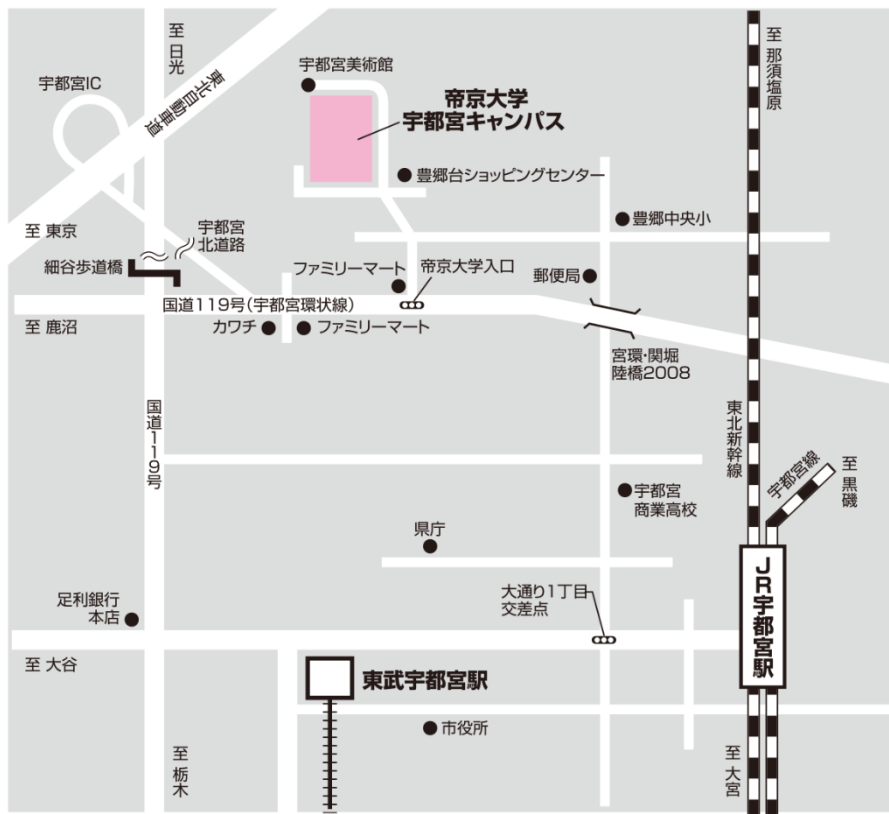 至 日光
至 那須塩原
宇都宮IC
東北自動車道
宇都宮美術館
帝京大学
宇都宮キャンパス
豊郷台ショッピングセンター
豊郷中央小
至 東京
宇都宮
北道路
細谷歩道橋
ファミリーマート
帝京大学入口
郵便局
国道119号(宇都宮環状線)
至 鹿沼
カワチ
ファミリーマート
宮環・関堀
陸橋2008
国道119号
東北新幹線
宇都宮線
至 黒磯
宇都宮
商業高校
県庁
足利銀行
本店
大通り1丁目
交差点
JR宇都宮駅
至 大谷
東武宇都宮駅
市役所
至 栃木
至 大宮